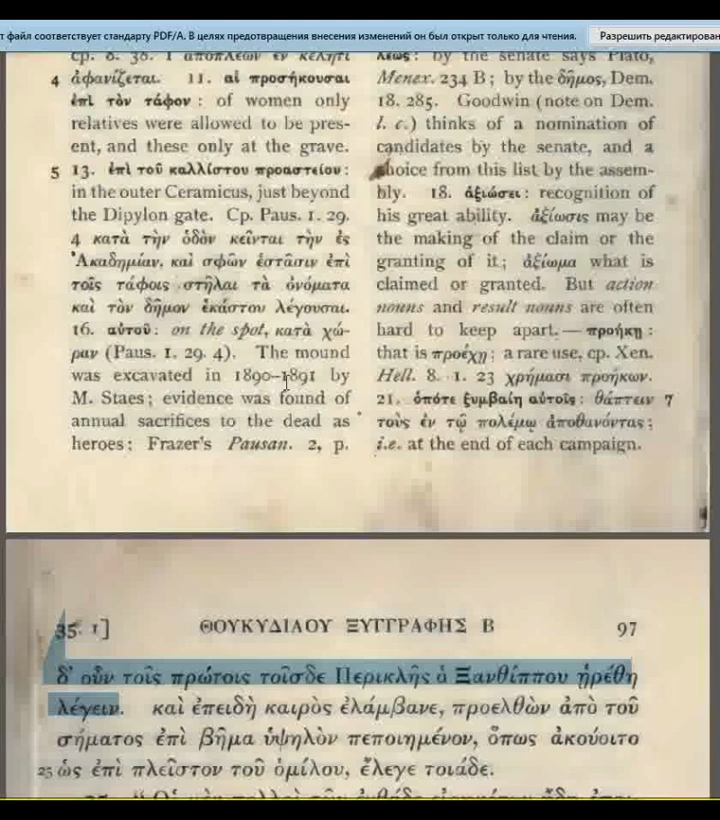 т файл соответствует стандарту PDF/A. В целях предотвращения внесения изменений он был открыт только для чтения.
Разрешить редактирован
cp. 8. 38. 1 ἀποπλέων ἐν κέλητι
4 ἀφανίζεται. 11. αἱ προσήκουσαι
ἐπὶ τὸν τάφον: of women only
relatives were allowed to be pres-
ent, and these only at the grave.
5 13. ἐπὶ τοῦ καλλίστου προαστείου:
in the outer Ceramicus, just beyond
the Dipylon gate. Cp. Paus. 1. 29.
4 κατὰ τὴν ὁδὸν κεῖνται τὴν ἐς
Ἀκαδημίαν, καὶ σφῶν ἑστᾶσιν ἐπὶ
τοῖς τάφοις στῆλαι τὰ ὀνόματα
καὶ τὸν δῆμον ἑκάστου λέγουσαι.
16. αὐτοῦ: on the spot, κατὰ χώ-
ραν (Paus. 1. 29. 4). The mound
was excavated in 1890–1891 by
M. Staes; evidence was found of
annual sacrifices to the dead as
heroes; Frazer's Pausan. 2, p.
λεως: by the senate says Plato,
Menex. 234 B; by the δῆμος, Dem.
18. 285. Goodwin (note on Dem.
l. c.) thinks of a nomination of
candidates by the senate, and a
choice from this list by the assem-
bly. 18. ἀξιώσει: recognition of
his great ability. ἀξίωσις may be
the making of the claim or the
granting of it; ἀξίωμα what is
claimed or granted. But action
nouns and result nouns are often
hard to keep apart.—προήκῃ:
that is προέχῃ; a rare use, cp. Xen.
Hell. 8. 1. 23 χρήμασι προήκων.
21. ὁπότε ξυμβαίη αὐτοῖς: θάπτειν 7
τοὺς ἐν τῷ πολέμῳ ἀποθανόντας;
i.e. at the end of each campaign.
35. 1] ΘΟΥΚΥΔΙΔΟΥ ΞΥΓΓΡΑΦΗΣ Β 97
δ' οὖν τοῖς πρώτοις τοῖσδε Περικλῆς ὁ Ξανθίππου ᾑρέθη
λέγειν. καὶ ἐπειδὴ καιρὸς ἐλάμβανε, προελθὼν ἀπὸ τοῦ
σήματος ἐπὶ βῆμα ὑψηλὸν πεποιημένον, ὅπως ἀκούοιτο
25 ὡς ἐπὶ πλεῖστον τοῦ ὁμίλου, ἔλεγε τοιάδε.